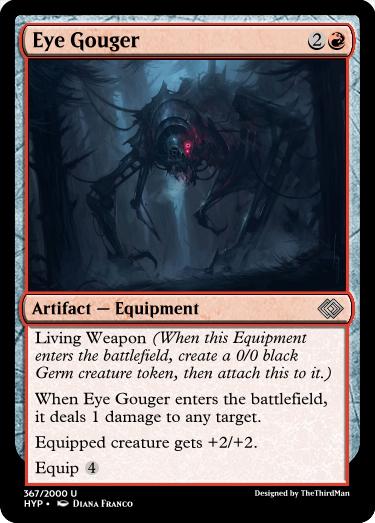 Eye Gouger 2
Artifact — Equipment
Living Weapon (When this Equipment
enters the battlefield, create a 0/0 black
Germ creature token, then attach this to it.)
When Eye Gouger enters the battlefield,
it deals 1 damage to any target.
Equipped creature gets +2/+2.
Equip 4
367/2000 U
Designed by TheThirdMan
HYP • Diana Franco